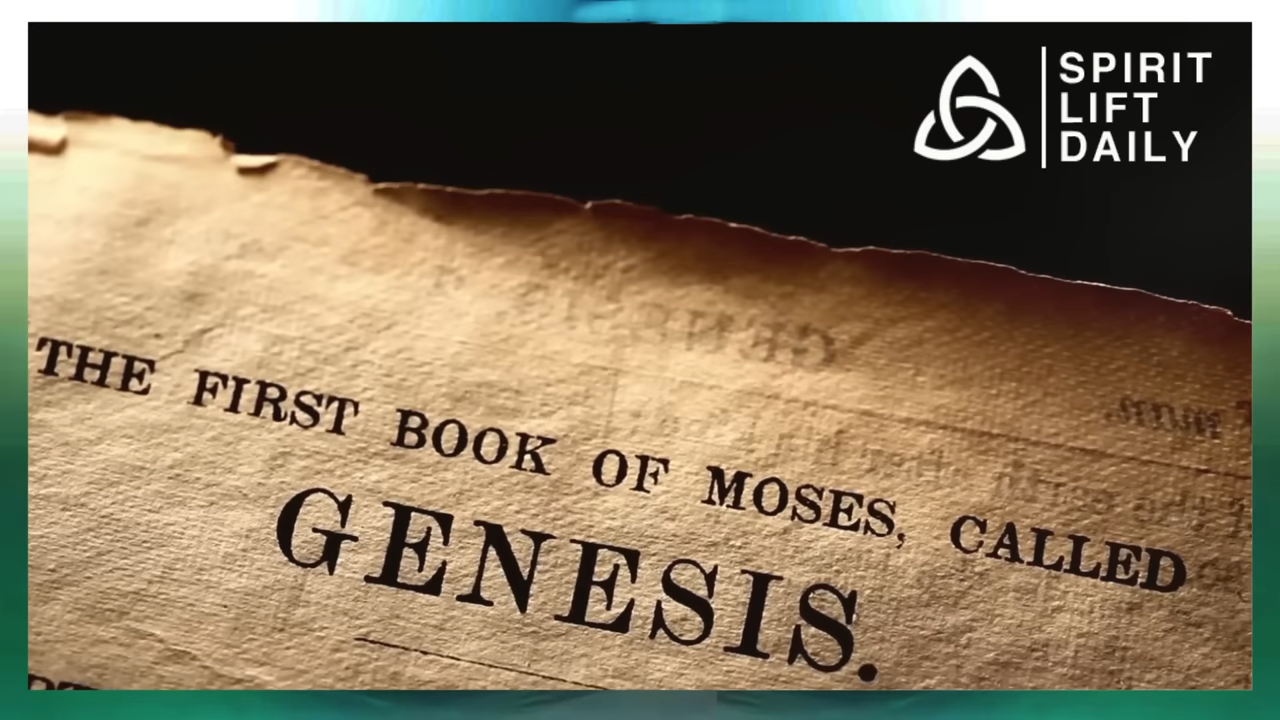 SPIRIT
LIFT
DAILY
THE FIRST BOOK OF MOSES, CALLED
GENESIS.